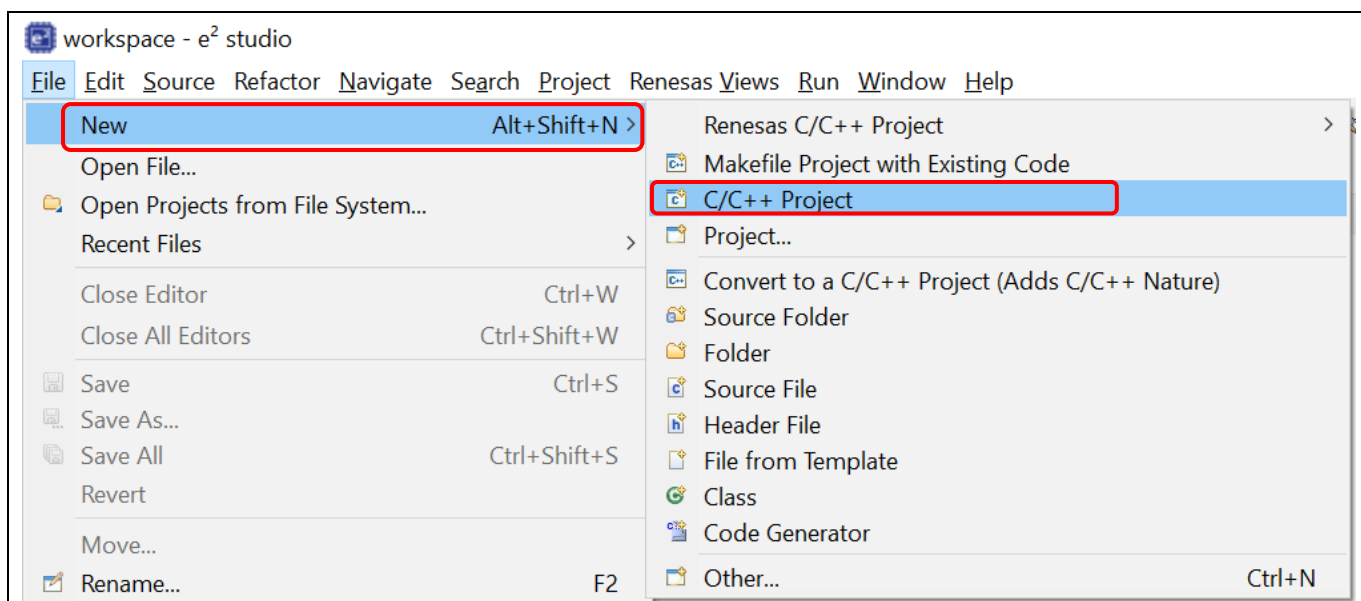 workspace - e² studio
File Edit Source Refactor Navigate Search Project Renesas Views Run Window Help
New Alt+Shift+N >
Open File...
Open Projects from File System...
Recent Files >
Close Editor Ctrl+W
Close All Editors Ctrl+Shift+W
Save Ctrl+S
Save As...
Save All Ctrl+Shift+S
Revert
Move...
Rename... F2
Renesas C/C++ Project >
Makefile Project with Existing Code
C/C++ Project
Project...
Convert to a C/C++ Project (Adds C/C++ Nature)
Source Folder
Folder
Source File
Header File
File from Template
Class
Code Generator
Other... Ctrl+N